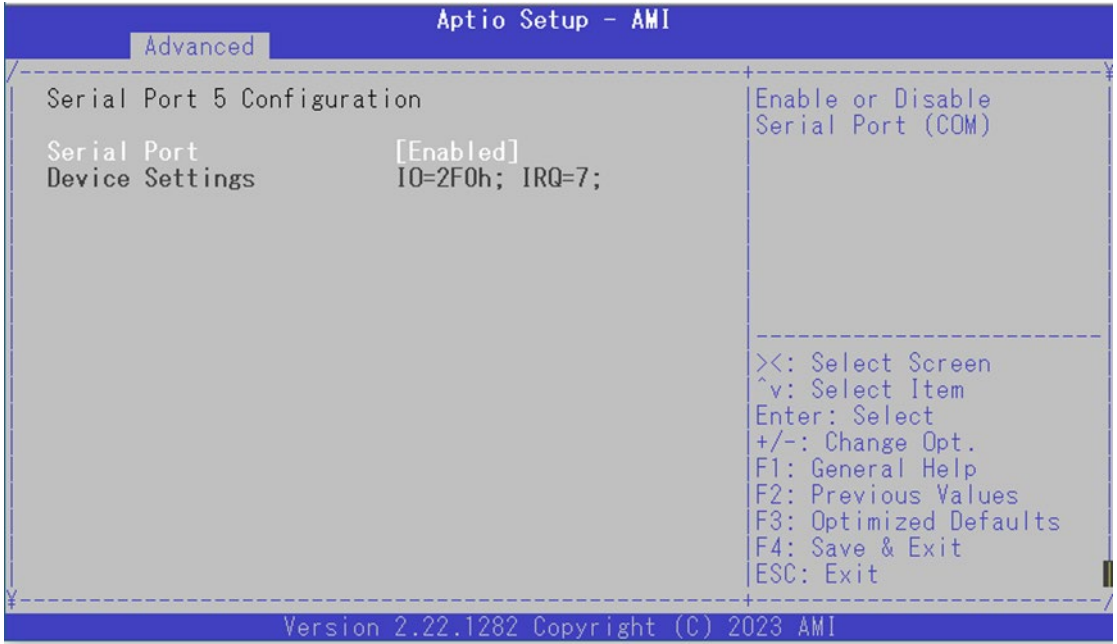 Aptio Setup - AMI
Advanced
Serial Port 5 Configuration
Serial Port [Enabled]
Device Settings IO=2F0h; IRQ=7;
Enable or Disable
Serial Port (COM)
><: Select Screen
^v: Select Item
Enter: Select
+/-: Change Opt.
F1: General Help
F2: Previous Values
F3: Optimized Defaults
F4: Save & Exit
ESC: Exit
Version 2.22.1282 Copyright (C) 2023 AMI